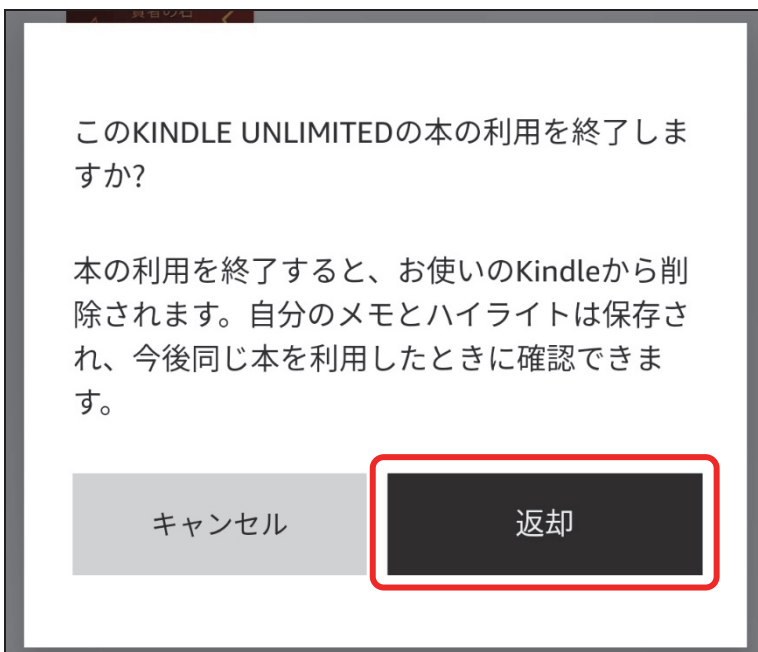 賢者の石
このKINDLE UNLIMITEDの本の利用を終了しま
すか?
本の利用を終了すると、お使いのKindleから削
除されます。自分のメモとハイライトは保存さ
れ、今後同じ本を利用したときに確認できま
す。
キャンセル
返却